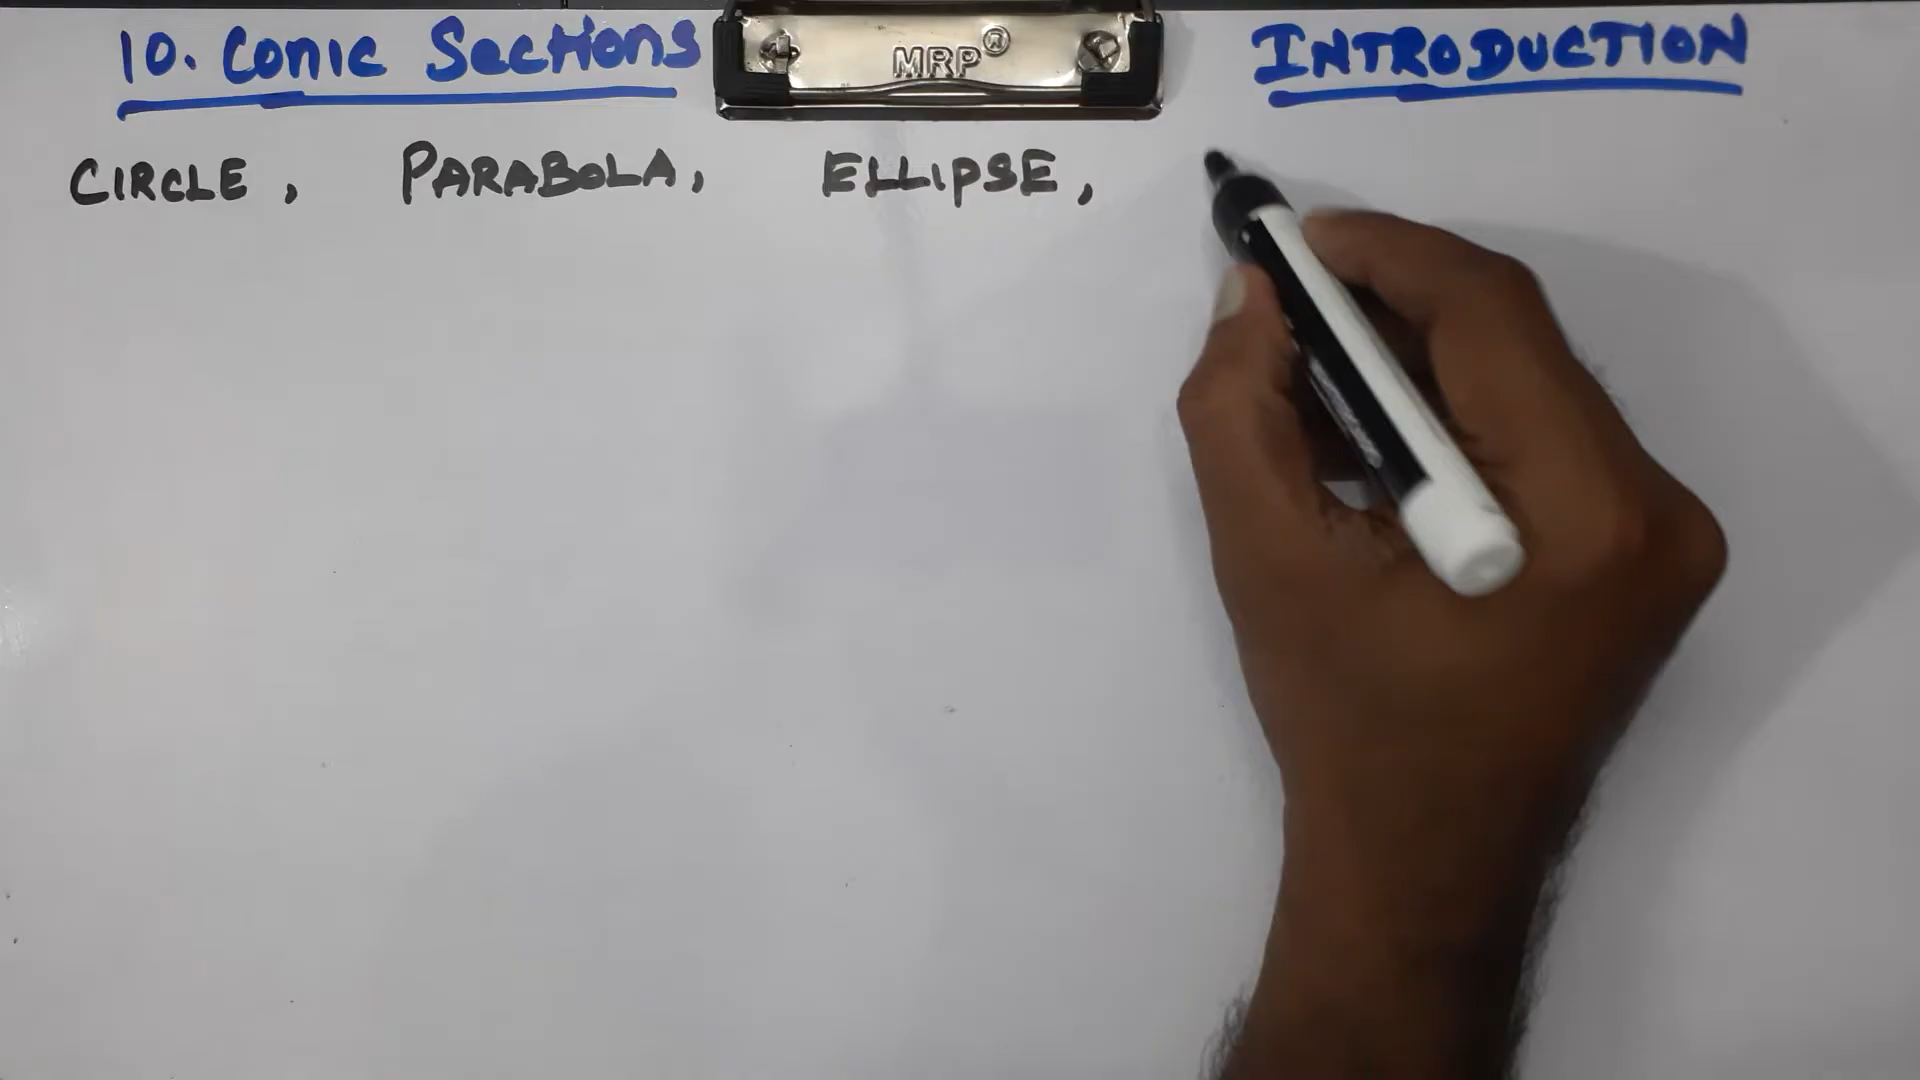 10. Conic Sections
MRP®
INTRODUCTION
CIRCLE, PARABOLA, ELLIPSE,